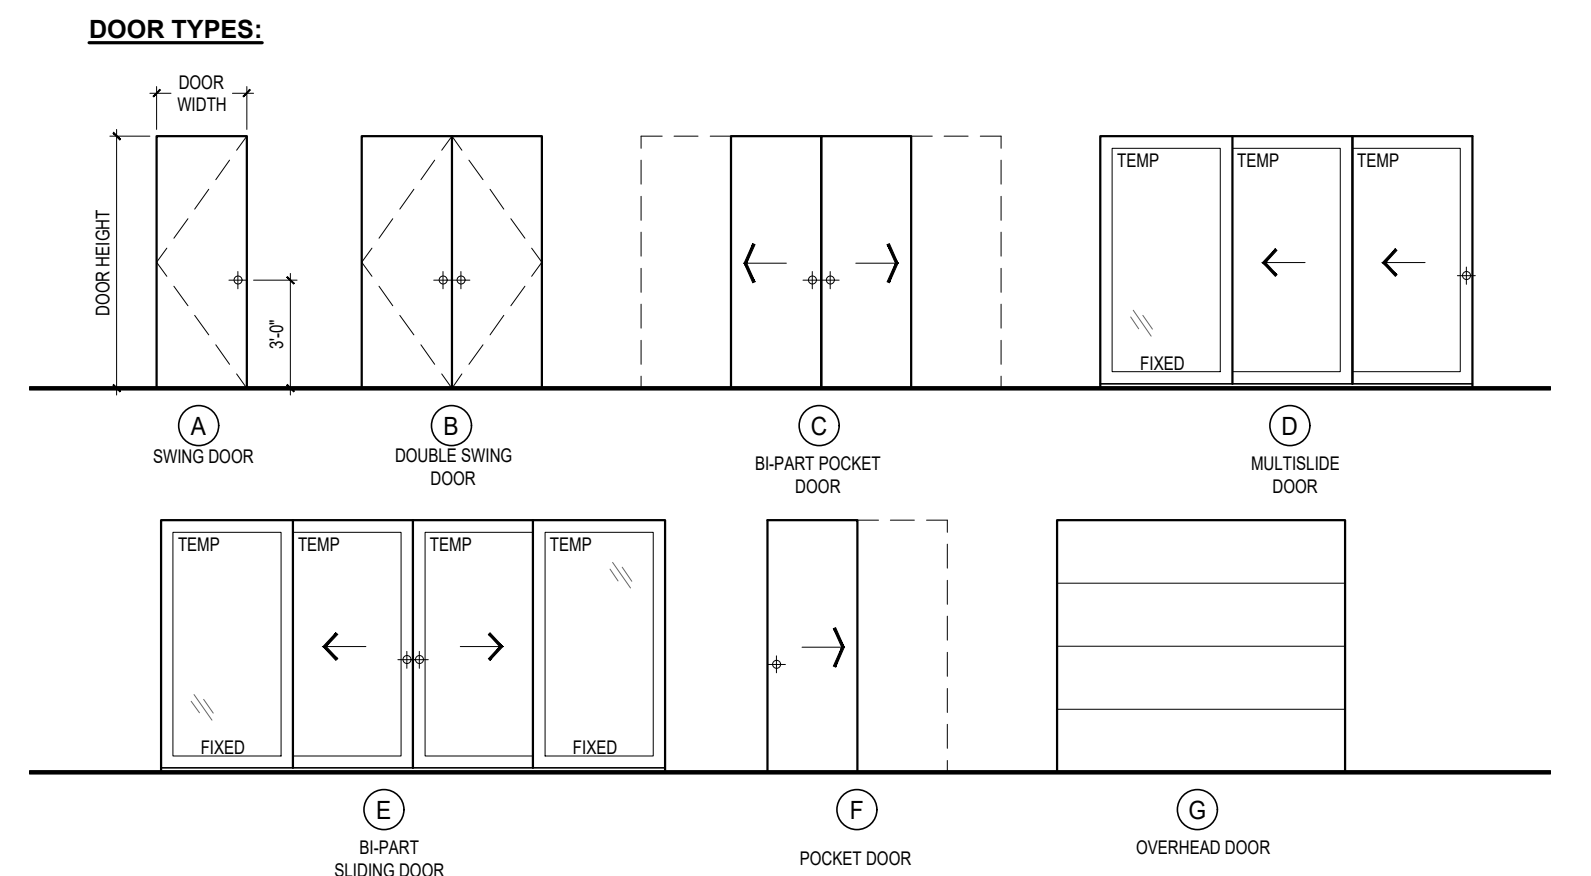 DOOR TYPES:
DOOR
WIDTH
DOOR HEIGHT
3'-0"
TEMP
TEMP
TEMP
FIXED
A
SWING DOOR
B
DOUBLE SWING
DOOR
C
BI-PART POCKET
DOOR
D
MULTISLIDE
DOOR
TEMP
TEMP
TEMP
TEMP
FIXED
FIXED
E
BI-PART
SLIDING DOOR
F
POCKET DOOR
G
OVERHEAD DOOR